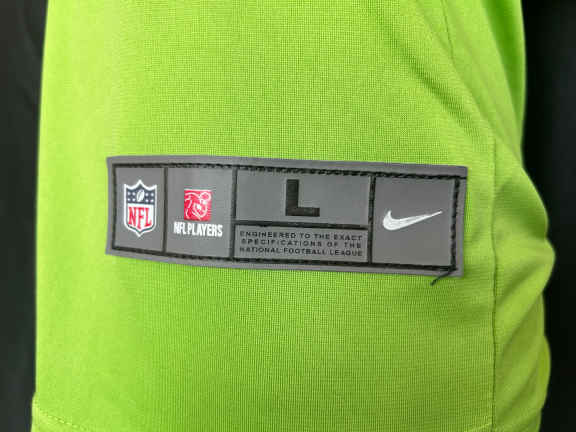 NFL
NFL PLAYERS
L
ENGINEERED TO THE EXACT
SPECIFICATIONS OF THE
NATIONAL FOOTBALL LEAGUE